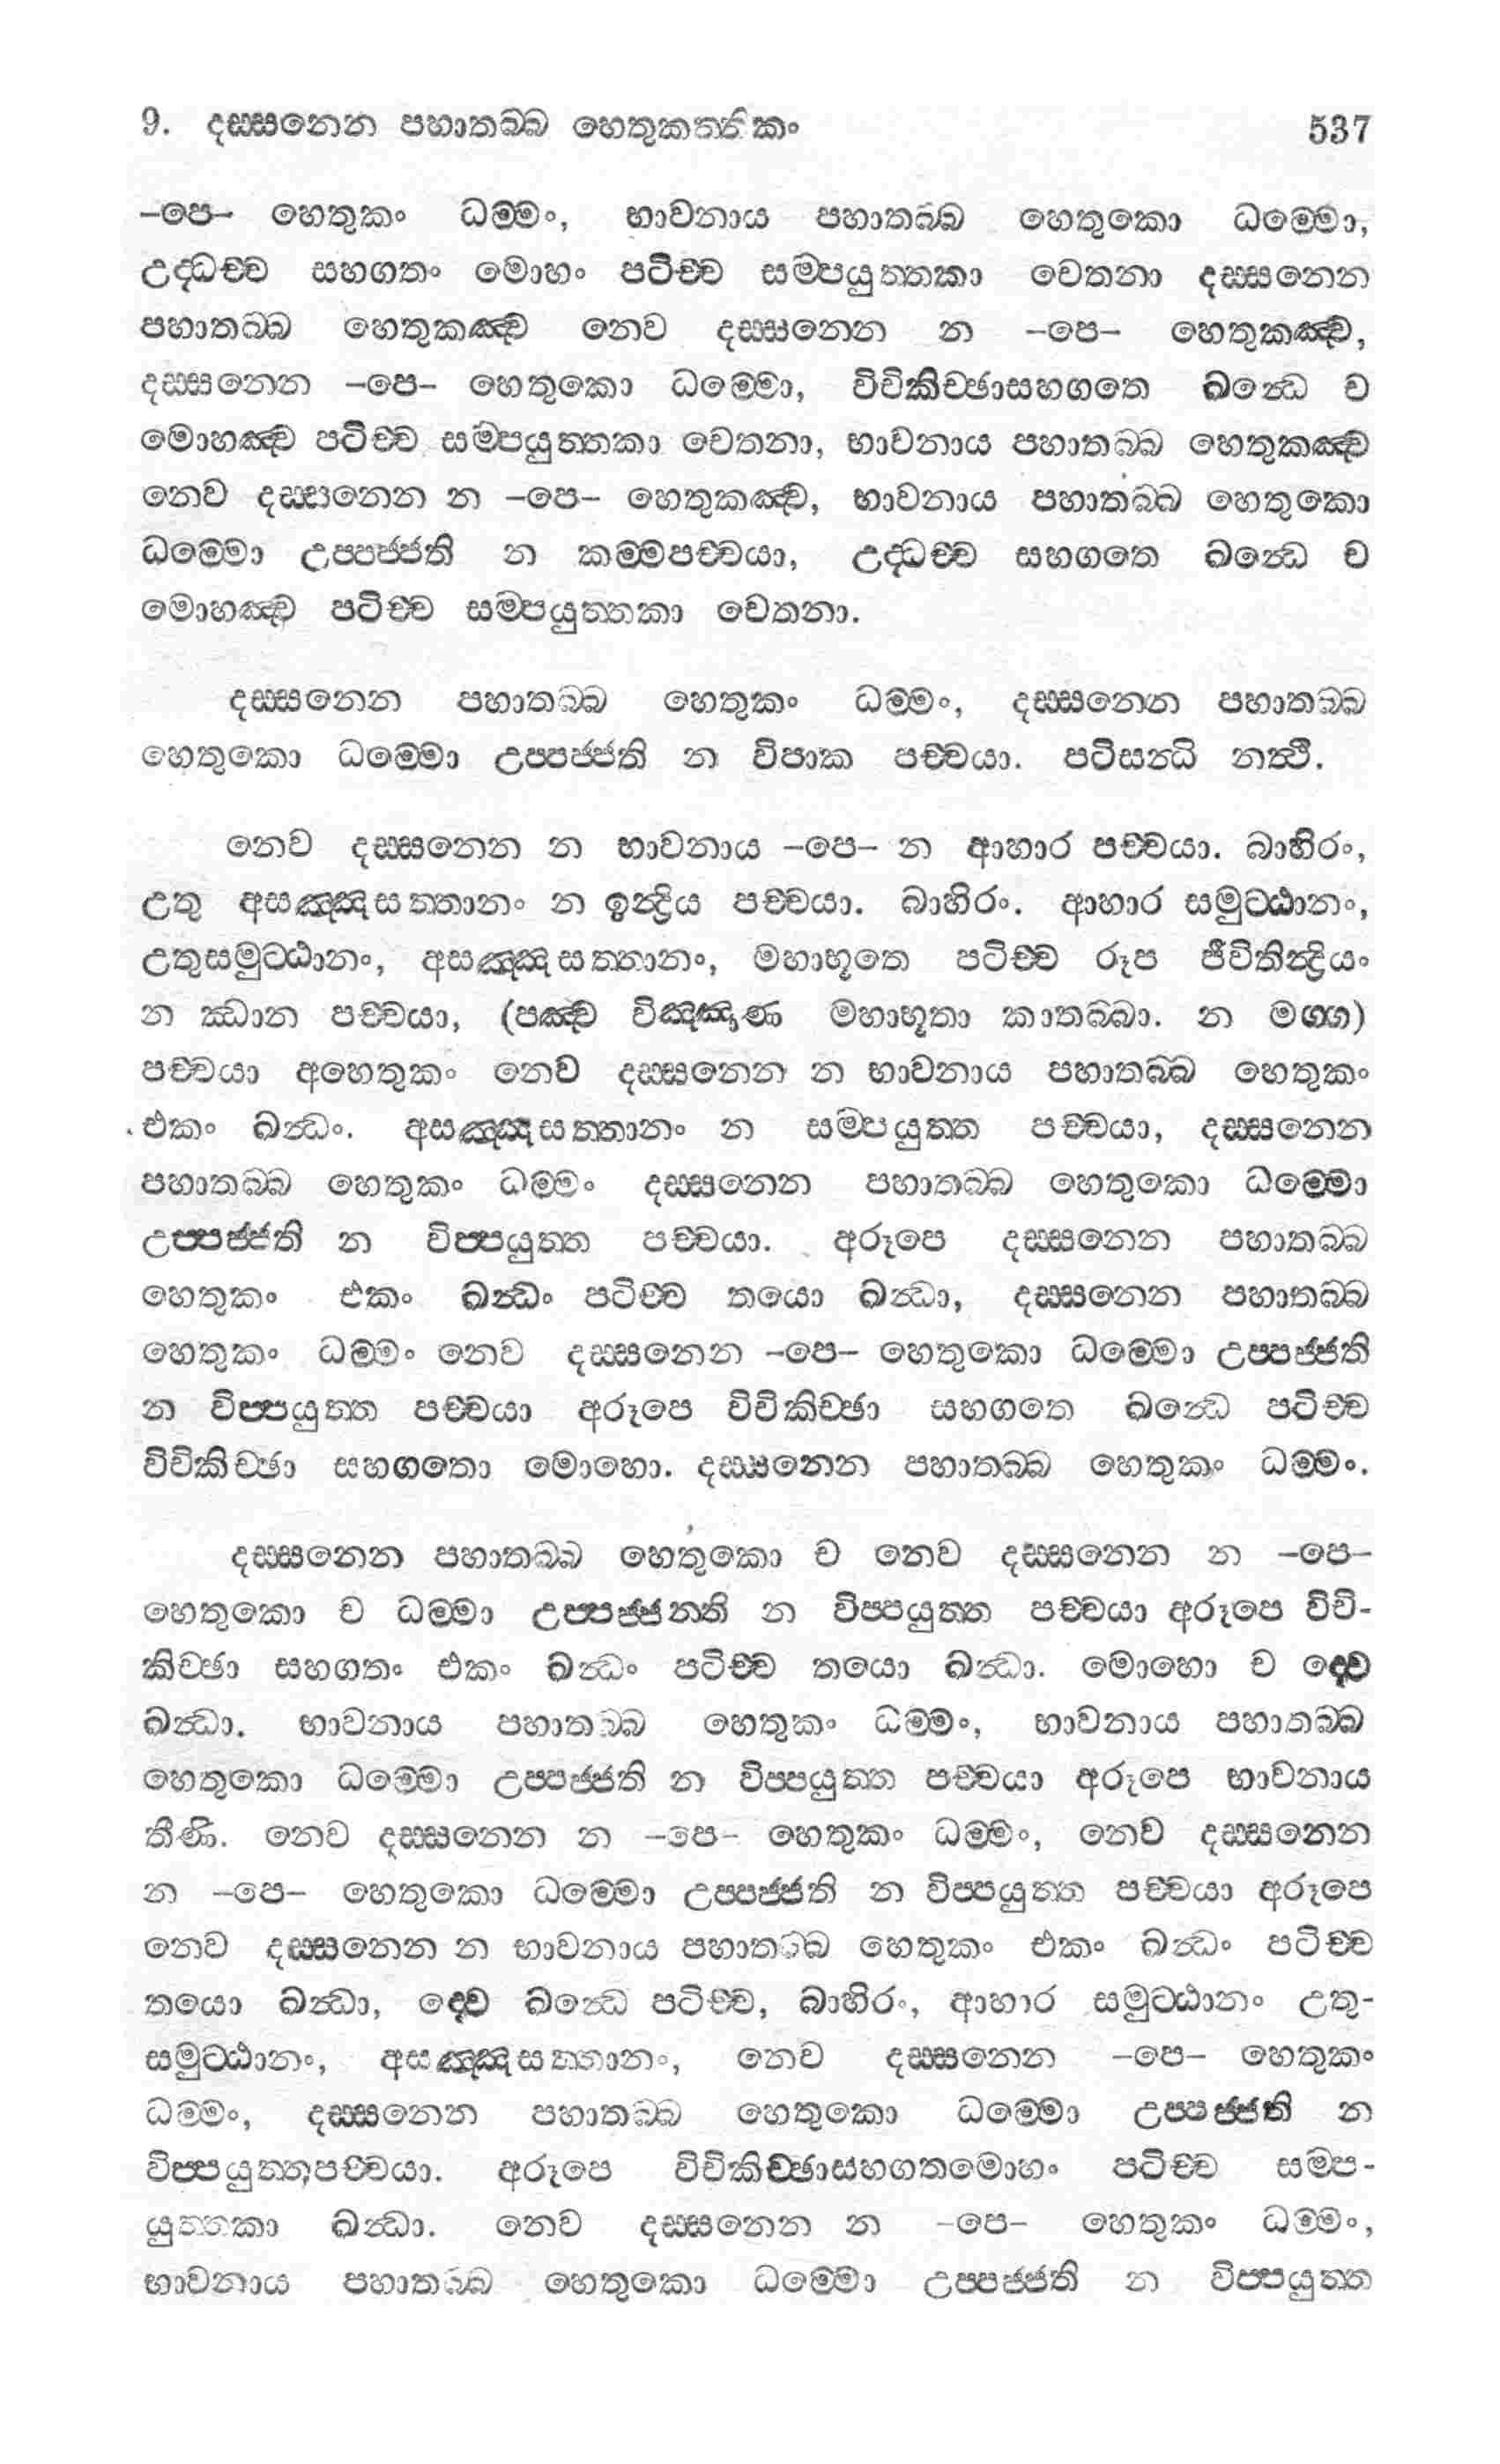 9. දස්සනෙන පහාතබ්බ හෙතුකත්තිකං 537
–පෙ– හෙතුකං ධම්මං, භාවනාය පහාතබ්බ හෙතුකො ධම්මො,
උද්ධච්ච සහගතං මොහං පටිච්ච සම්පයුත්තකා චෙතනා දස්සනෙන
පහාතබ්බ හෙතුකඤ්ච නෙව දස්සනෙන න –පෙ– හෙතුකඤ්ච,
දස්සනෙන –පෙ– හෙතුකො ධම්මො, විචිකිච්ඡාසහගතෙ ඛන්ධෙ ච
මොහඤ්ච පටිච්ච සම්පයුත්තකා චෙතනා, භාවනාය පහාතබ්බ හෙතුකඤ්ච
නෙව දස්සනෙන න –පෙ– හෙතුකඤ්ච, භාවනාය පහාතබ්බ හෙතුකො
ධම්මො උප්පජ්ජති න කම්මපච්චයා, උද්ධච්ච සහගතෙ ඛන්ධෙ ච
මොහඤ්ච පටිච්ච සම්පයුත්තකා චෙතනා.
දස්සනෙන පහාතබ්බ හෙතුකං ධම්මං, දස්සනෙන පහාතබ්බ
හෙතුකො ධම්මො උප්පජ්ජති න විපාක පච්චයා. පටිසන්ධි නත්ථි.
නෙව දස්සනෙන න භාවනාය –පෙ– න ආහාර පච්චයා. බාහිරං,
උතු අසඤ්ඤසත්තානං න ඉන්ද්‍රිය පච්චයා. බාහිරං. ආහාර සමුට්ඨානං,
උතුසමුට්ඨානං, අසඤ්ඤසත්තානං, මහාභූතෙ පටිච්ච රූප ජීවිතින්ද්‍රියං
න ඣාන පච්චයා, (පඤ්ච විඤ්ඤාණ මහාභූතා කාතබ්බා. න මග්ග)
පච්චයා අහෙතුකං නෙව දස්සනෙන න භාවනාය පහාතබ්බ හෙතුකං
එකං ඛන්ධං. අසඤ්ඤසත්තානං න සම්පයුත්ත පච්චයා, දස්සනෙන
පහාතබ්බ හෙතුකං ධම්මං දස්සනෙන පහාතබ්බ හෙතුකො ධම්මො
උප්පජ්ජති න විප්පයුත්ත පච්චයා. අරූපෙ දස්සනෙන පහාතබ්බ
හෙතුකං එකං ඛන්ධං පටිච්ච තයො ඛන්ධා, දස්සනෙන පහාතබ්බ
හෙතුකං ධම්මං නෙව දස්සනෙන –පෙ– හෙතුකො ධම්මො උප්පජ්ජති
න විප්පයුත්ත පච්චයා අරූපෙ විචිකිච්ඡා සහගතෙ ඛන්ධෙ පටිච්ච
විචිකිච්ඡා සහගතො මොහො. දස්සනෙන පහාතබ්බ හෙතුකං ධම්මං.
දස්සනෙන පහාතබ්බ හෙතුකො ච නෙව දස්සනෙන න –පෙ–
හෙතුකො ච ධම්මා උප්පජ්ජන්ති න විප්පයුත්ත පච්චයා අරූපෙ විචි-
කිච්ඡා සහගතං එකං ඛන්ධං පටිච්ච තයො ඛන්ධා. මොහො ච ද්වෙ
ඛන්ධා. භාවනාය පහාතබ්බ හෙතුකං ධම්මං, භාවනාය පහාතබ්බ
හෙතුකො ධම්මො උප්පජ්ජති න විප්පයුත්ත පච්චයා අරූපෙ භාවනාය
තීණි. නෙව දස්සනෙන න –පෙ– හෙතුකං ධම්මං, නෙව දස්සනෙන
න –පෙ– හෙතුකො ධම්මො උප්පජ්ජති න විප්පයුත්ත පච්චයා අරූපෙ
නෙව දස්සනෙන න භාවනාය පහාතබ්බ හෙතුකං එකං ඛන්ධං පටිච්ච
තයො ඛන්ධා, ද්වෙ ඛන්ධෙ පටිච්ච, බාහිරං, ආහාර සමුට්ඨානං උතු-
සමුට්ඨානං, අසඤ්ඤසත්තානං, නෙව දස්සනෙන –පෙ– හෙතුකං
ධම්මං, දස්සනෙන පහාතබ්බ හෙතුකො ධම්මො උප්පජ්ජති න
විප්පයුත්තපච්චයා. අරූපෙ විචිකිච්ඡාසහගතමොහං පටිච්ච සම්ප-
යුත්තකා ඛන්ධා. නෙව දස්සනෙන න –පෙ– හෙතුකං ධම්මං,
භාවනාය පහාතබ්බ හෙතුකො ධම්මො උප්පජ්ජති න විප්පයුත්ත